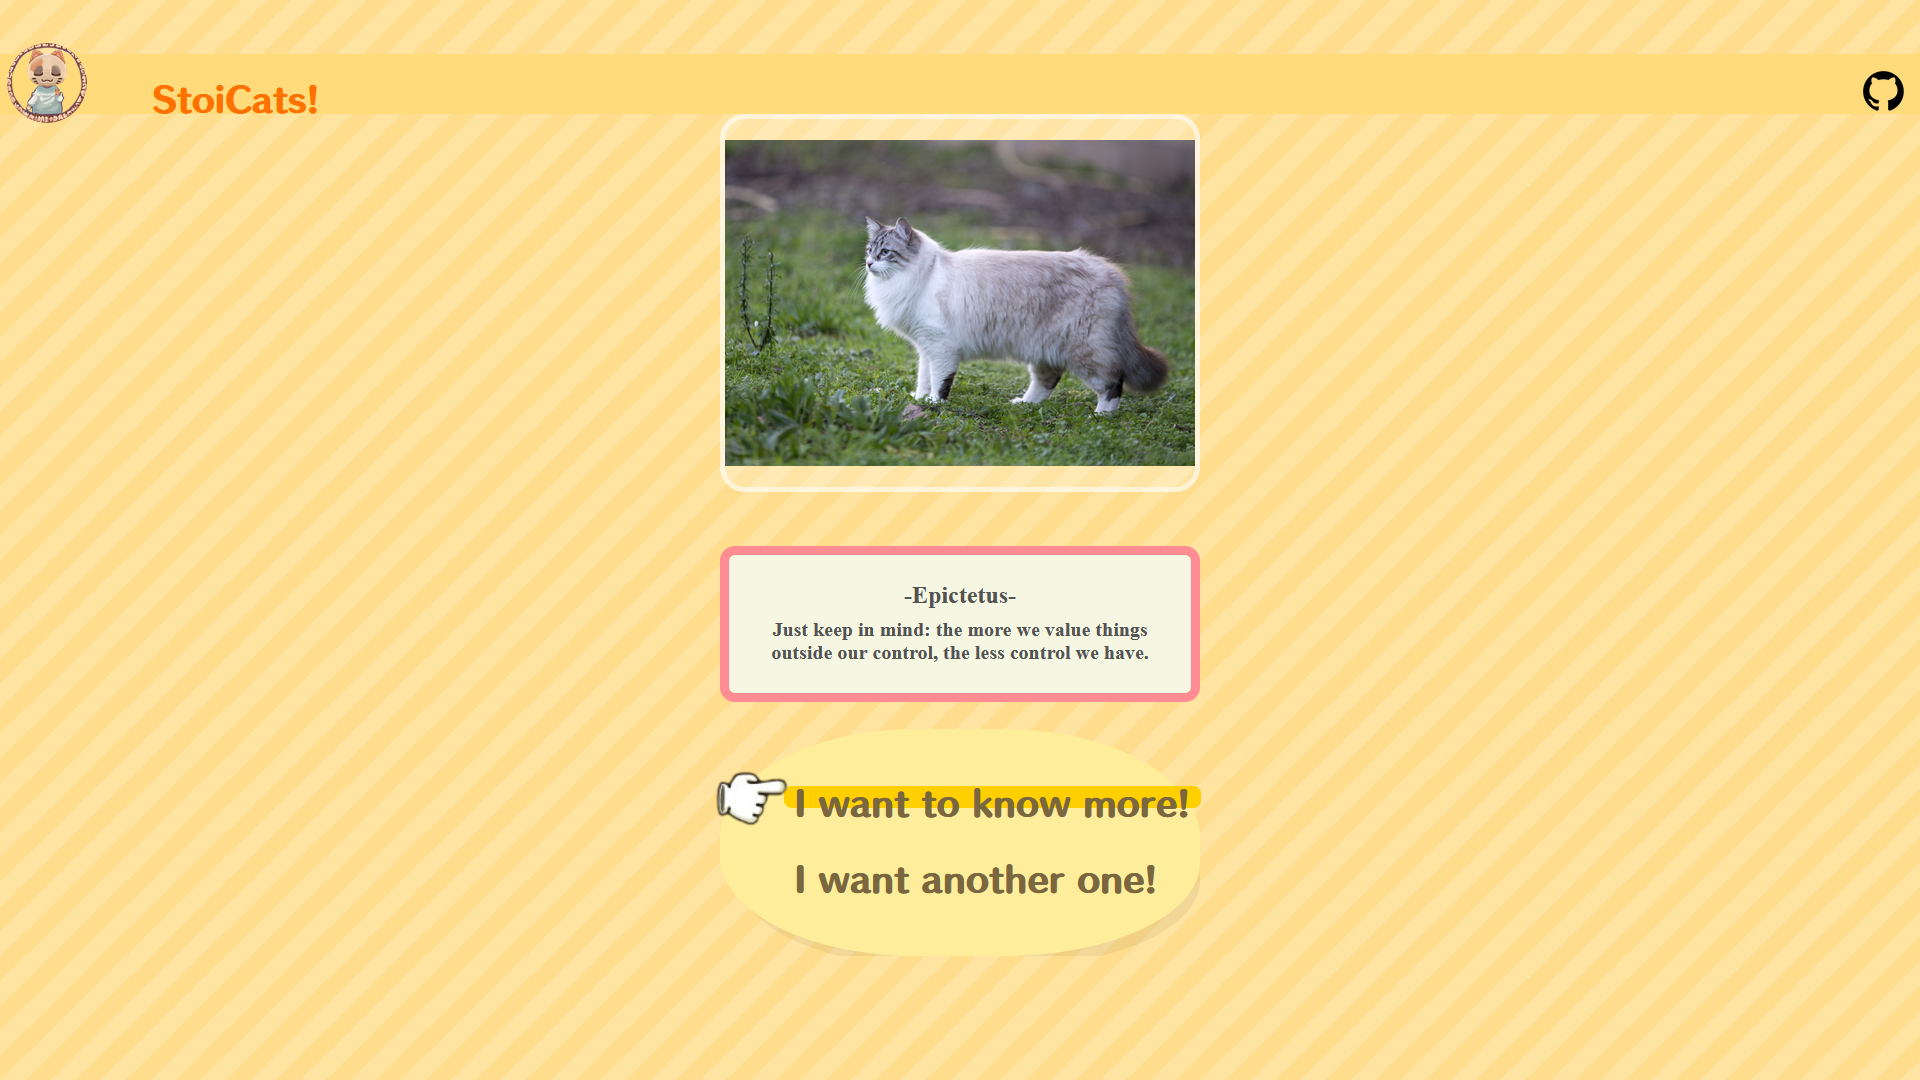 StoiCats!
-Epictetus-
Just keep in mind: the more we value things
outside our control, the less control we have.
I want to know more!
I want another one!